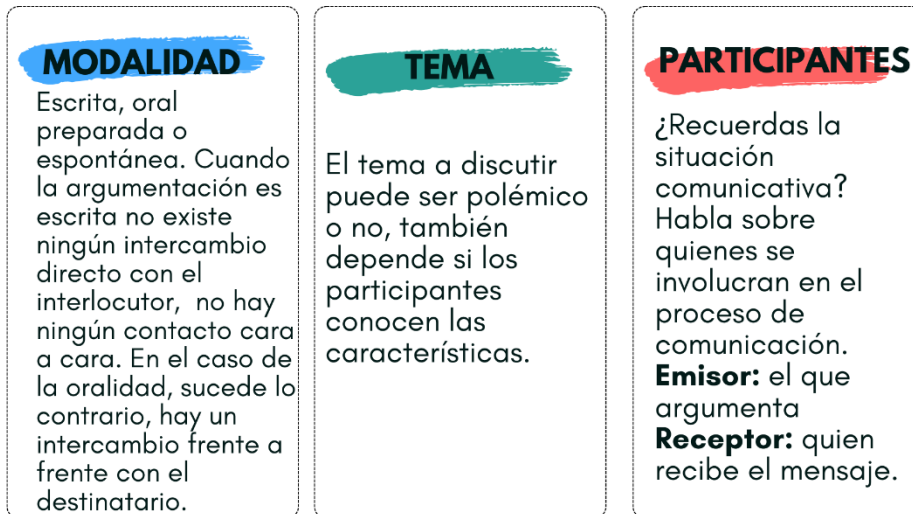 MODALIDAD
Escrita, oral
preparada o
espontánea. Cuando
la argumentación es
escrita no existe
ningún intercambio
directo con el
interlocutor, no hay
ningún contacto cara
a cara. En el caso de
la oralidad, sucede lo
contrario, hay un
intercambio frente a
frente con el
destinatario.
TEMA
El tema a discutir
puede ser polémico
o no, también
depende si los
participantes
conocen las
características.
PARTICIPANTES
¿Recuerdas la
situación
comunicativa?
Habla sobre
quienes se
involucran en el
proceso de
comunicación.
Emisor: el que
argumenta
Receptor: quien
recibe el mensaje.